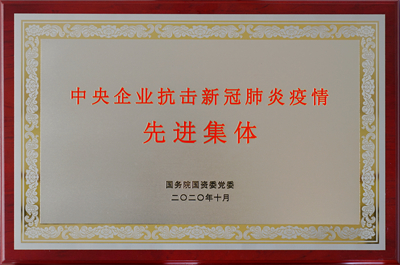 中央企业抗击新冠肺炎疫情
先进集体
国务院国资委党委
二〇二〇年十月